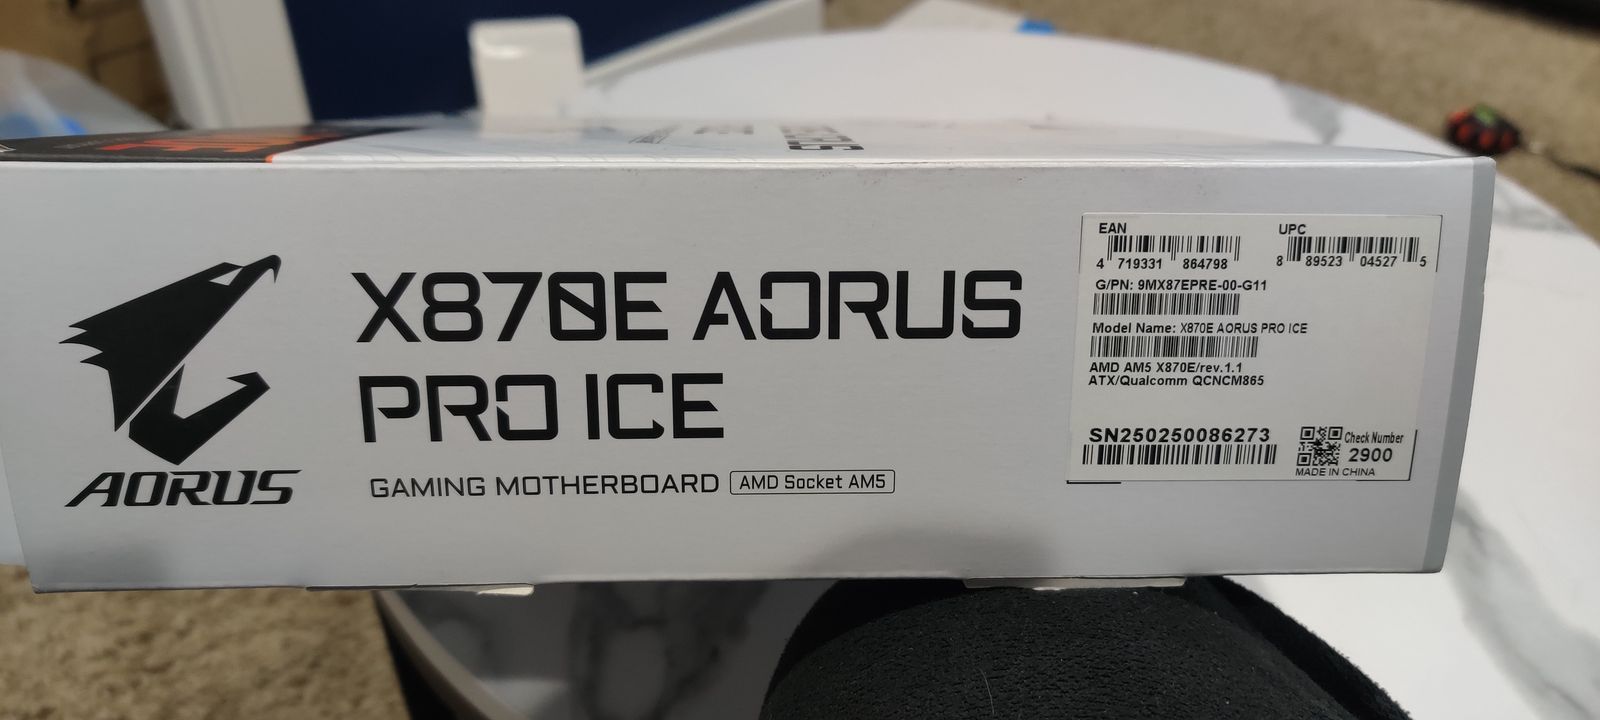 X870E AORUS
PRO ICE
GAMING MOTHERBOARD AMD Socket AM5
AORUS
EAN
4 719331 864798
UPC
8 89523 04527 5
G/PN: 9MX87EPRE-00-G11
Model Name: X870E AORUS PRO ICE
AMD AM5 X870E/rev.1.1
ATX/Qualcomm QCNCM865
SN250250086273
Check Number
2900
MADE IN CHINA